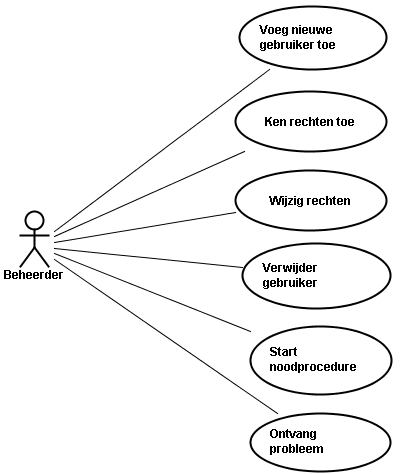 Voeg nieuwe
gebruiker toe
Ken rechten toe
Wijzig rechten
Beheerder
Verwijder
gebruiker
Start
noodprocedure
Ontvang
probleem